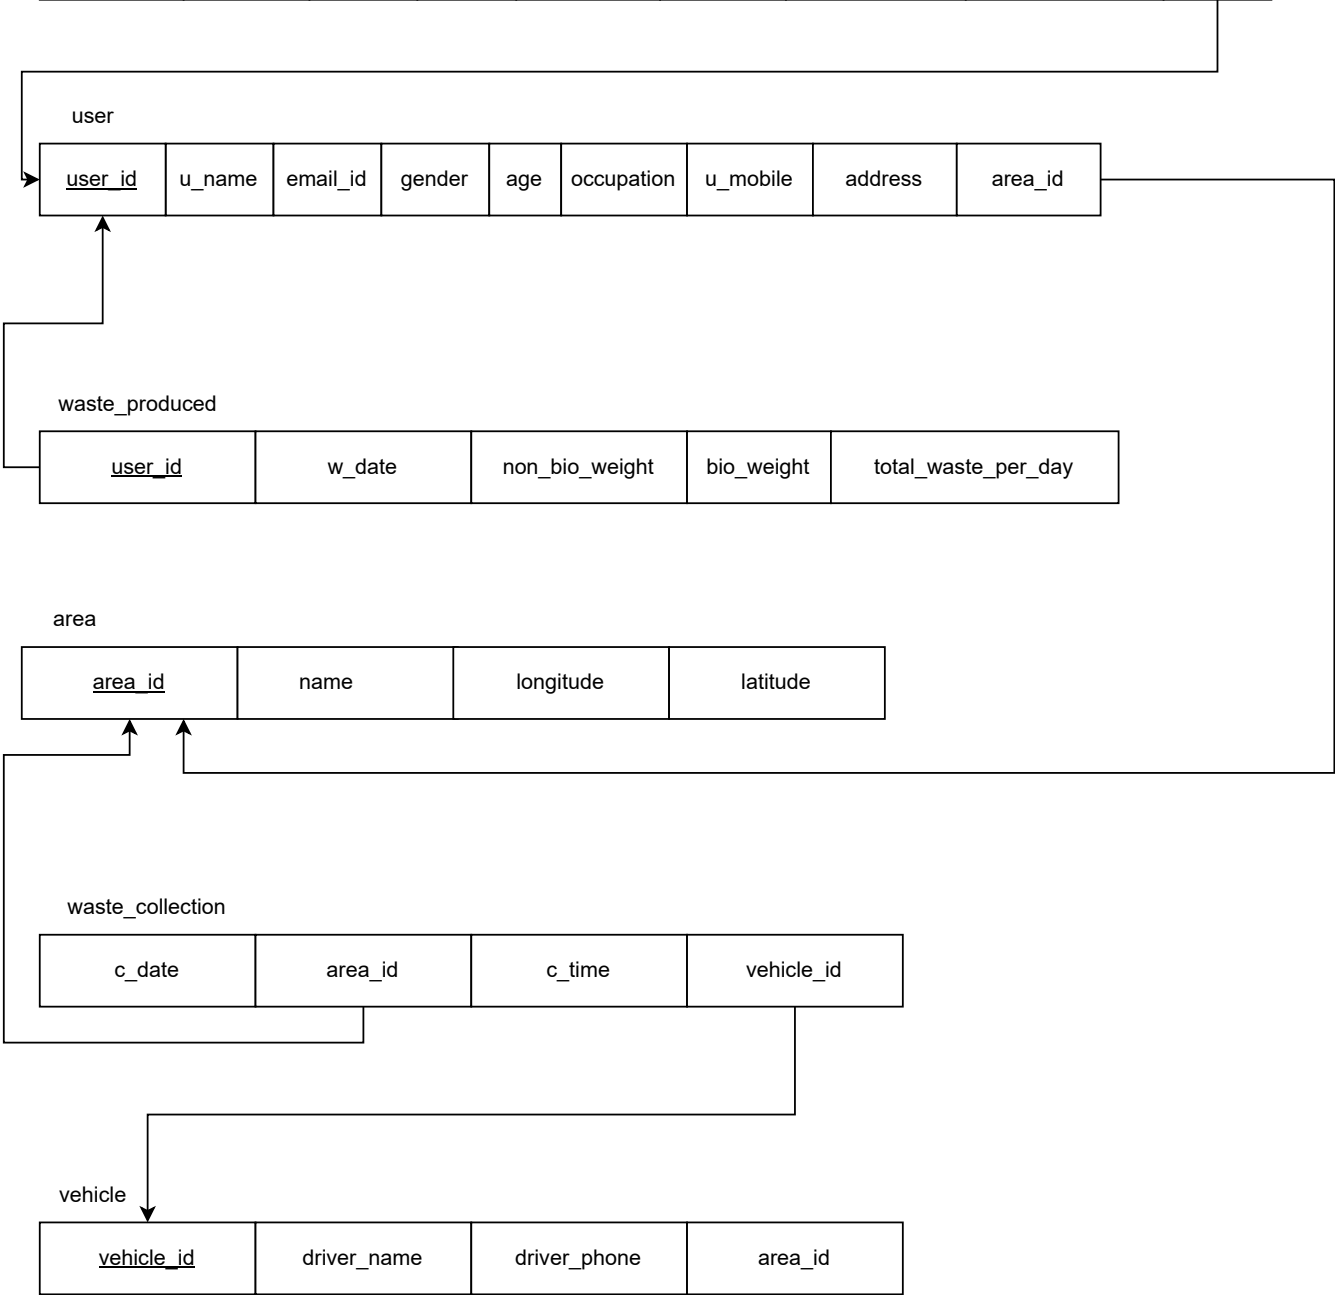 user
user_id u_name email_id gender age occupation u_mobile address area_id
waste_produced
user_id w_date non_bio_weight bio_weight total_waste_per_day
area
area_id name longitude latitude
waste_collection
c_date area_id c_time vehicle_id
vehicle
vehicle_id driver_name driver_phone area_id